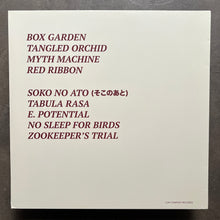 BOX GARDEN
TANGLED ORCHID
MYTH MACHINE
RED RIBBON
SOKO NO ATO (そこのあと)
TABULA RASA
E. POTENTIAL
NO SLEEP FOR BIRDS
ZOOKEEPER'S TRIAL